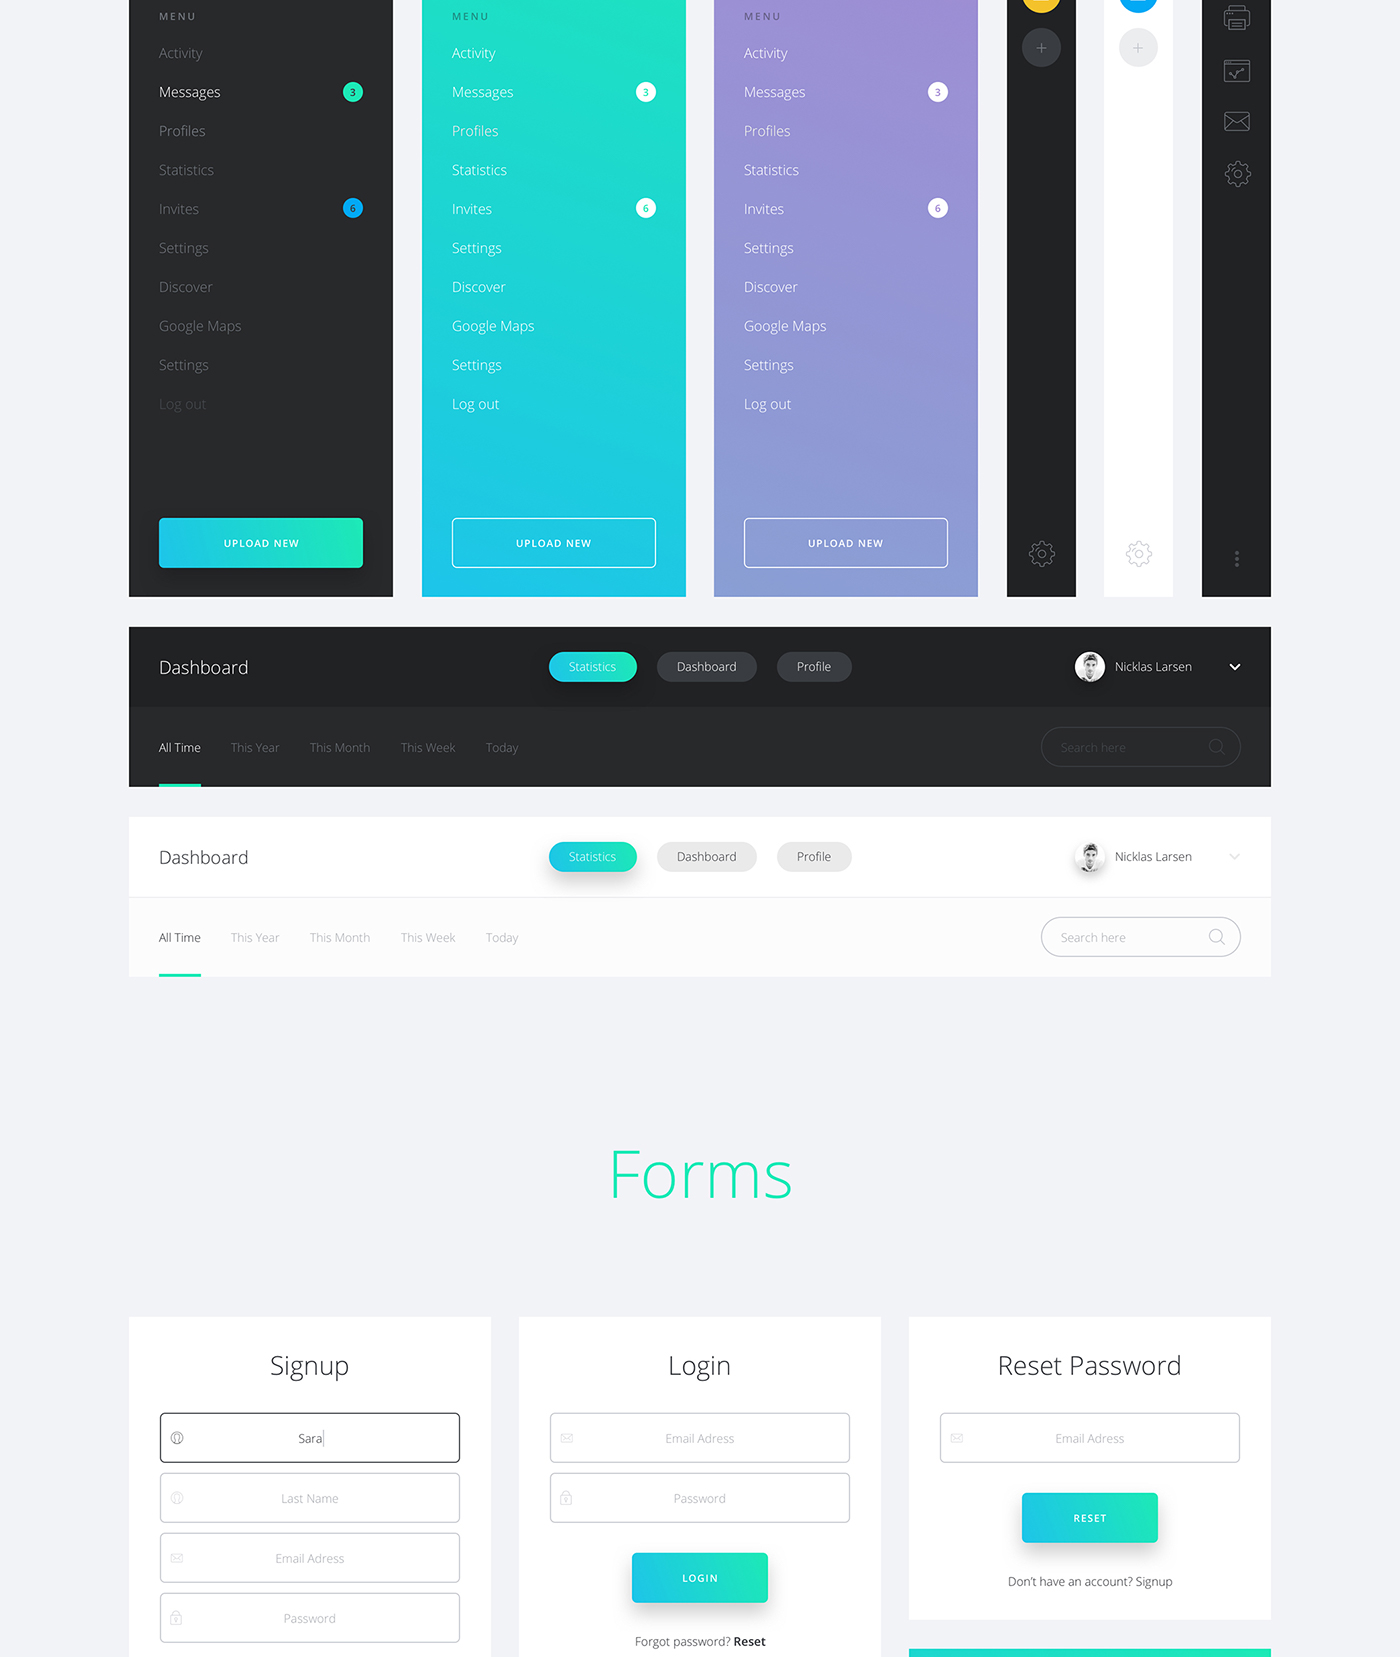 MENU
Activity
Messages 3
Profiles
Statistics
Invites 6
Settings
Discover
Google Maps
Settings
Log out
UPLOAD NEW
MENU
Activity
Messages 3
Profiles
Statistics
Invites 6
Settings
Discover
Google Maps
Settings
Log out
UPLOAD NEW
MENU
Activity
Messages 3
Profiles
Statistics
Invites 6
Settings
Discover
Google Maps
Settings
Log out
UPLOAD NEW
Dashboard Statistics Dashboard Profile Nicklas Larsen
All Time This Year This Month This Week Today Search here
Dashboard Statistics Dashboard Profile Nicklas Larsen
All Time This Year This Month This Week Today Search here
Forms
Signup
Sara
Last Name
Email Adress
Password
Login
Email Adress
Password
LOGIN
Forgot password? Reset
Reset Password
Email Adress
RESET
Don't have an account? Signup